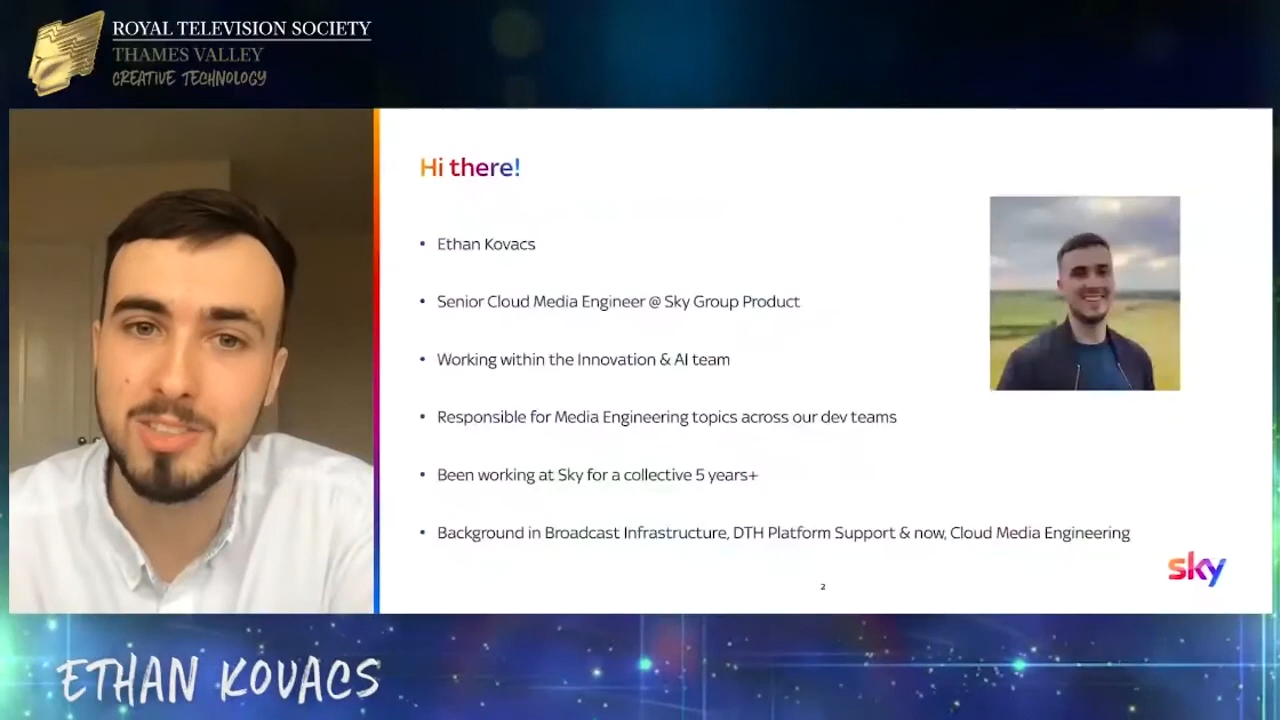 ROYAL TELEVISION SOCIETY
THAMES VALLEY
CREATIVE TECHNOLOGY
Hi there!
• Ethan Kovacs
• Senior Cloud Media Engineer @ Sky Group Product
• Working within the Innovation & AI team
• Responsible for Media Engineering topics across our dev teams
• Been working at Sky for a collective 5 years+
• Background in Broadcast Infrastructure, DTH Platform Support & now, Cloud Media Engineering
sky
2
ETHAN KOVACS